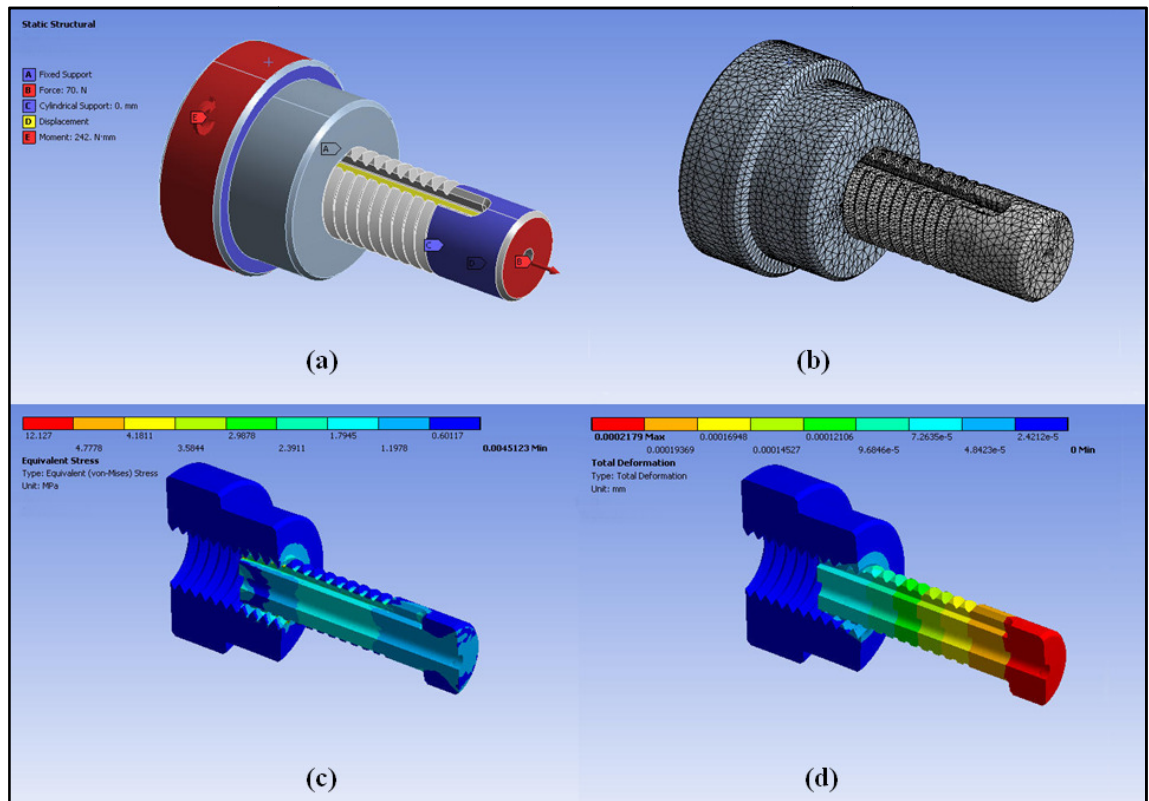 Static Structural
A Fixed Support
B Force: 70. N
C Cylindrical Support: 0. mm
D Displacement
E Moment: 242. N·mm
E
A
C
D
B
(a)
(b)
12.127 4.1811 2.9878 1.7945 0.60117
4.7778 3.5844 2.3911 1.1978 0.0045123 Min
Equivalent Stress
Type: Equivalent (von-Mises) Stress
Unit: MPa
(c)
0.0002179 Max 0.00016948 0.00012106 7.2635e-5 2.4212e-5
0.00019369 0.00014527 9.6846e-5 4.8423e-5 0 Min
Total Deformation
Type: Total Deformation
Unit: mm
(d)